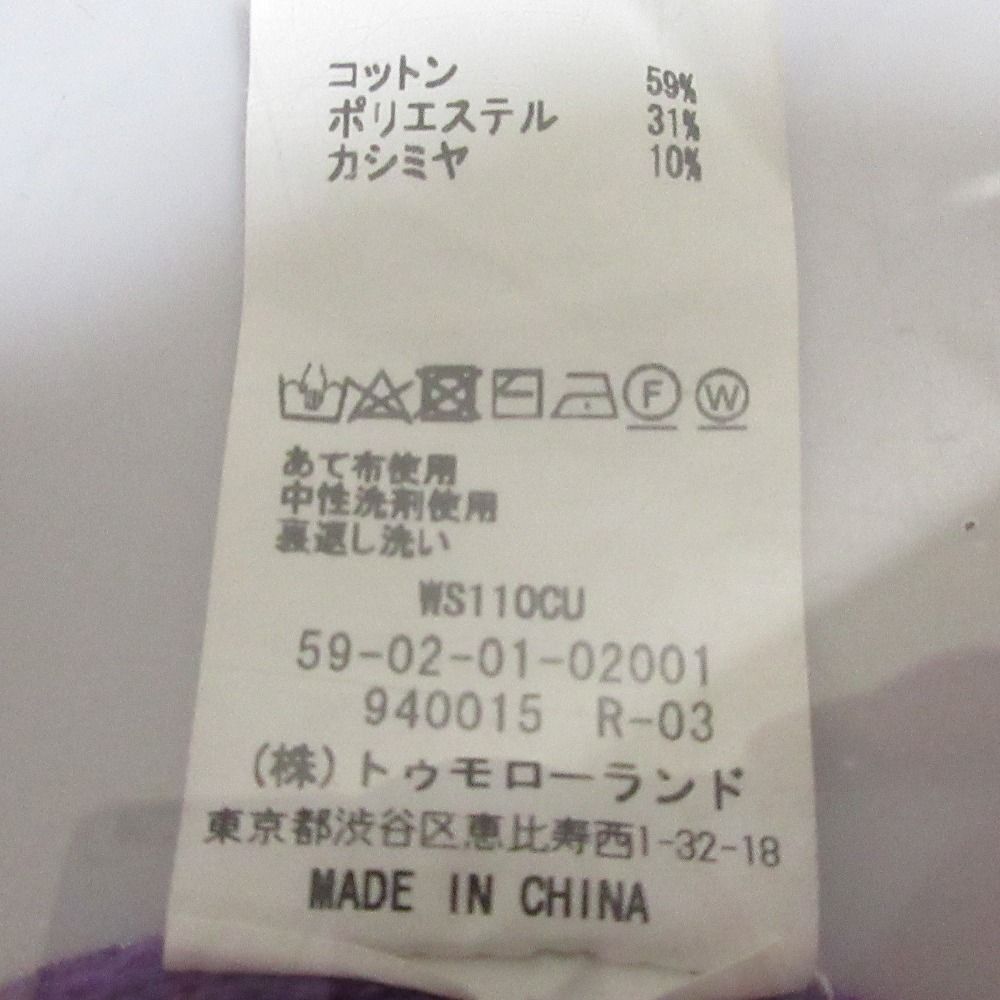 コットン 59%
ポリエステル 31%
カシミヤ 10%
F W
あて布使用
中性洗剤使用
裏返し洗い
WS110CU
59-02-01-02001
940015 R-03
(株)トゥモローランド
東京都渋谷区恵比寿西1-32-18
MADE IN CHINA